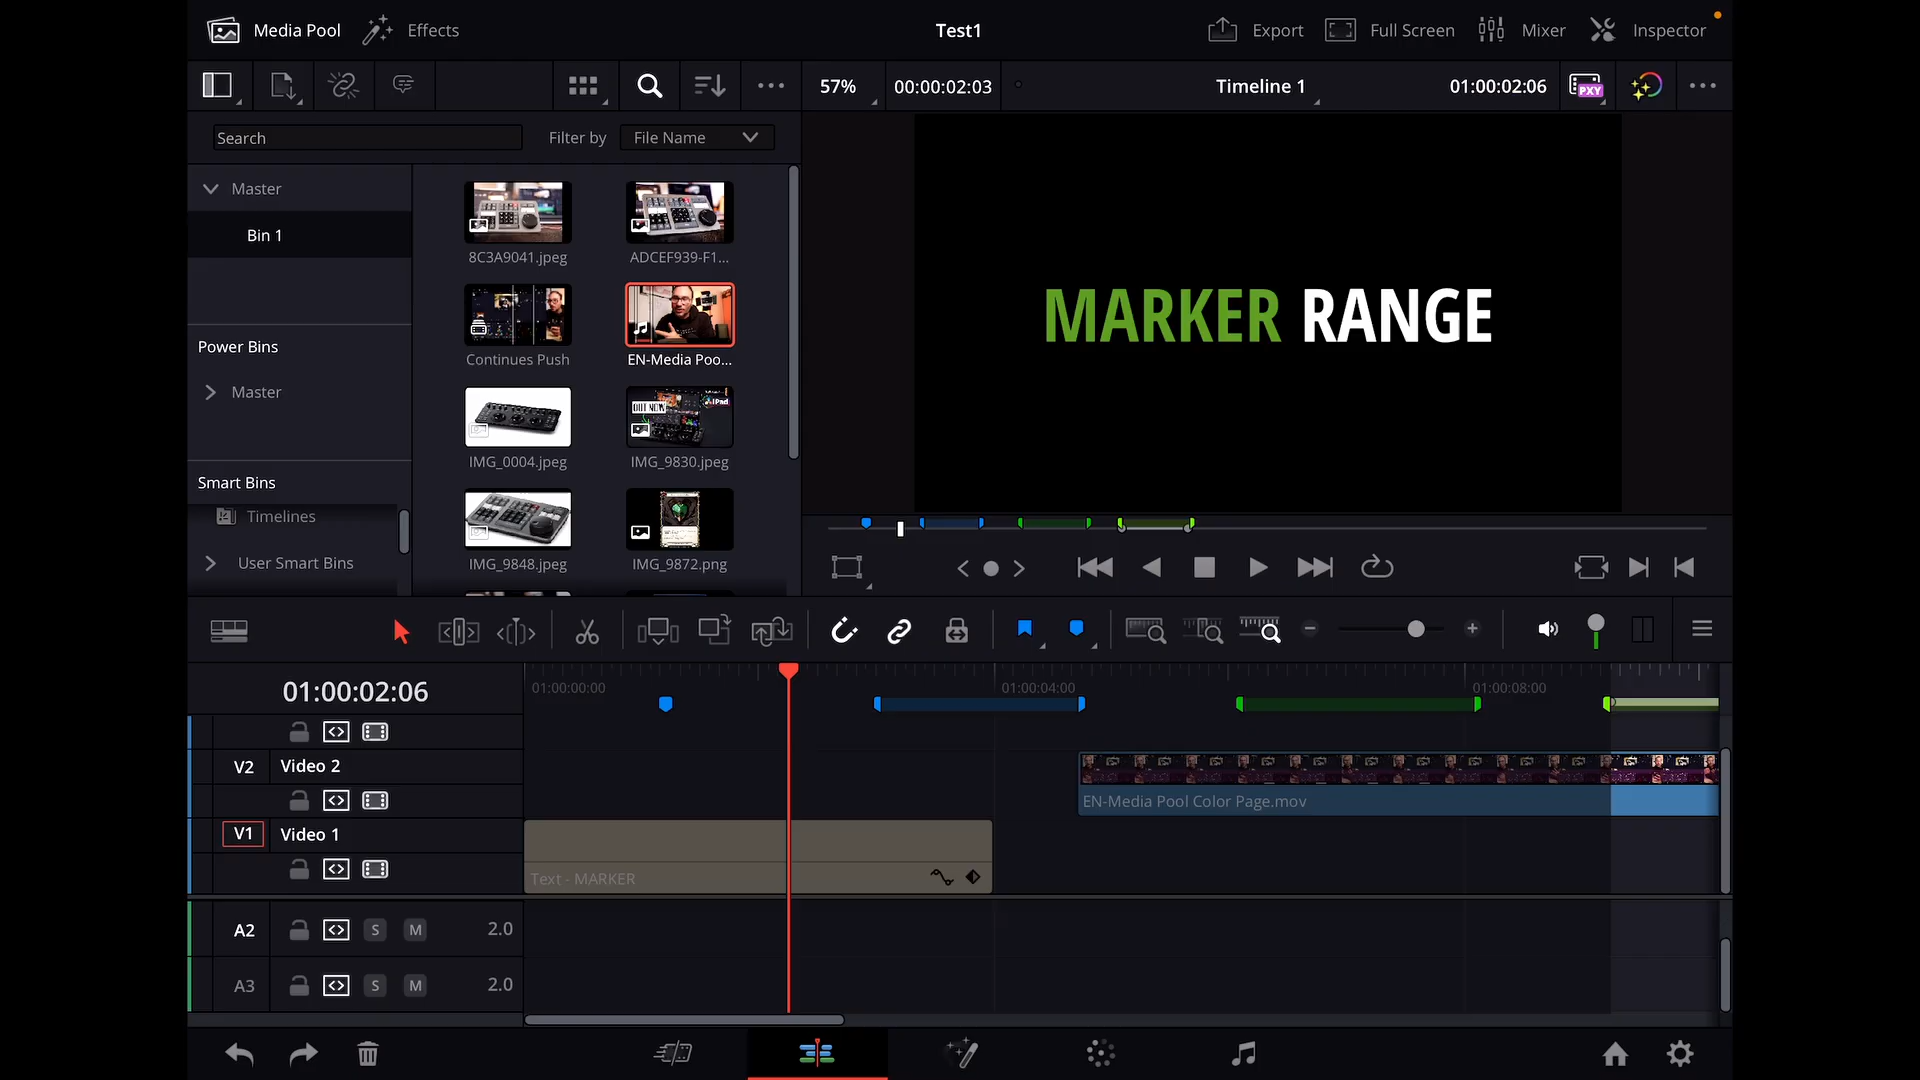 Media Pool
Effects
Test1
Export
Full Screen
Mixer
Inspector
57%
00:00:02:03
Timeline 1
01:00:02:06
PXY
Search
Filter by
File Name
Master
Bin 1
Power Bins
Master
Smart Bins
Timelines
User Smart Bins
8C3A9041.jpeg
ADCEF939-F1...
Continues Push
EN-Media Poo...
OUT NOW
iPad
IMG_0004.jpeg
IMG_9830.jpeg
IMG_9848.jpeg
IMG_9872.png
MARKER RANGE
01:00:02:06
01:00:00:00
01:00:04:00
01:00:08:00
V2
Video 2
EN-Media Pool Color Page.mov
V1
Video 1
Text - MARKER
A2
S
M
2.0
A3
S
M
2.0